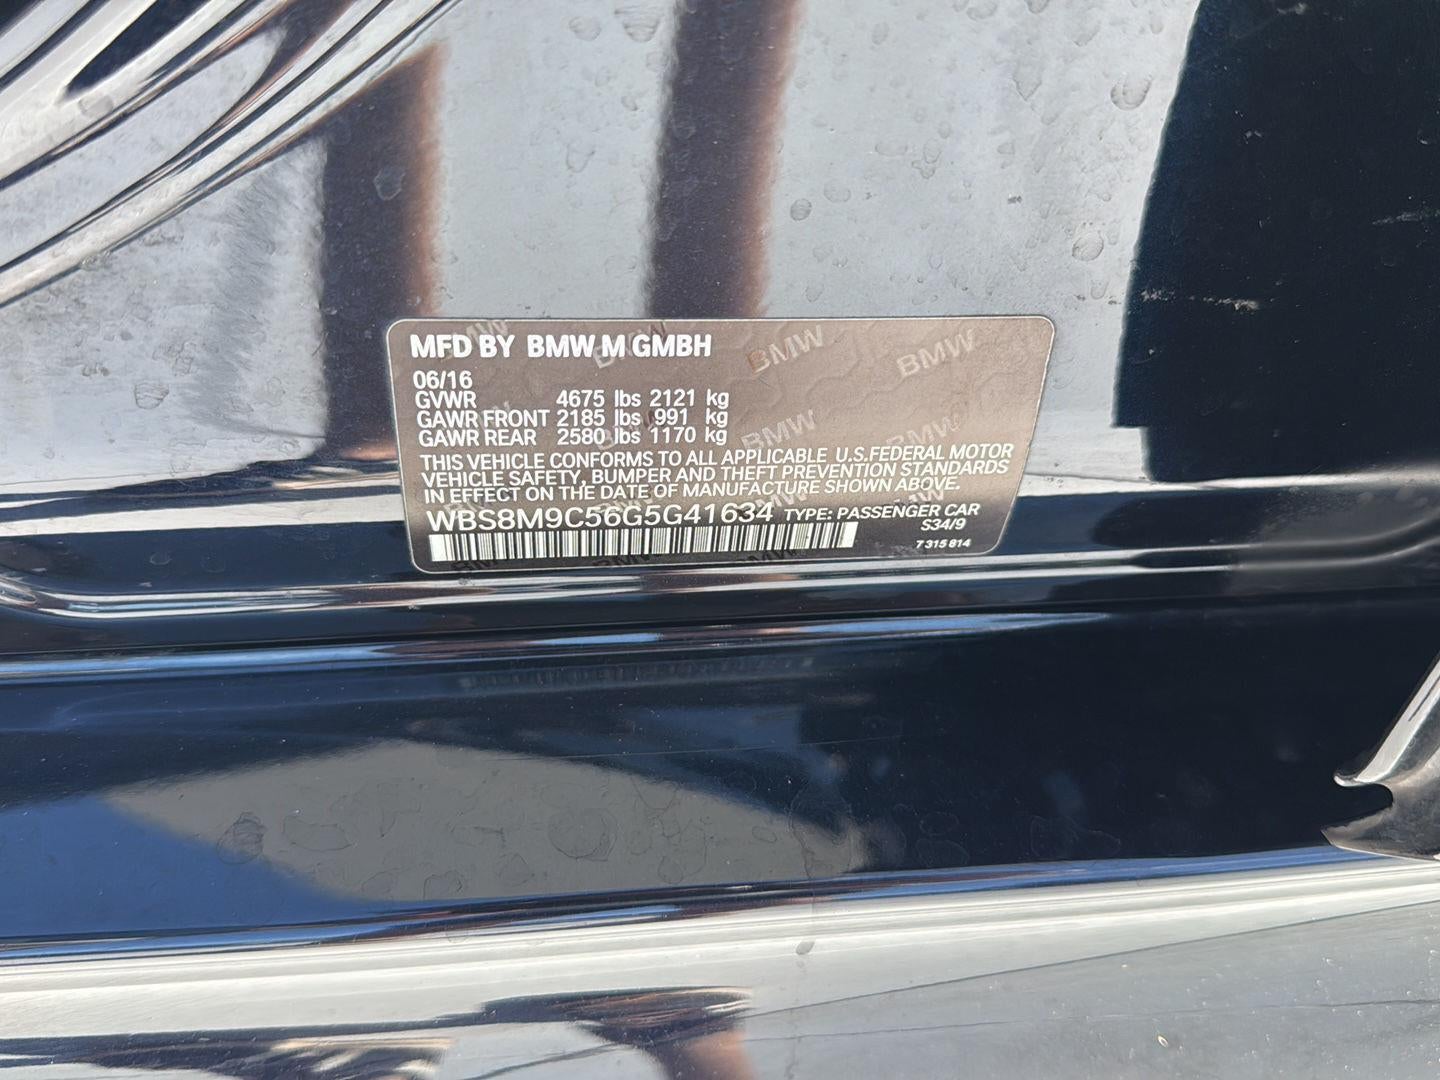 MFD BY BMW M GMBH
06/16
GVWR 4675 lbs 2121 kg
GAWR FRONT 2185 lbs 991 kg
GAWR REAR 2580 lbs 1170 kg
THIS VEHICLE CONFORMS TO ALL APPLICABLE U.S.FEDERAL MOTOR
VEHICLE SAFETY, BUMPER AND THEFT PREVENTION STANDARDS
IN EFFECT ON THE DATE OF MANUFACTURE SHOWN ABOVE.
WBS8M9C56G5G41634 TYPE: PASSENGER CAR
S34/9
7 315 814